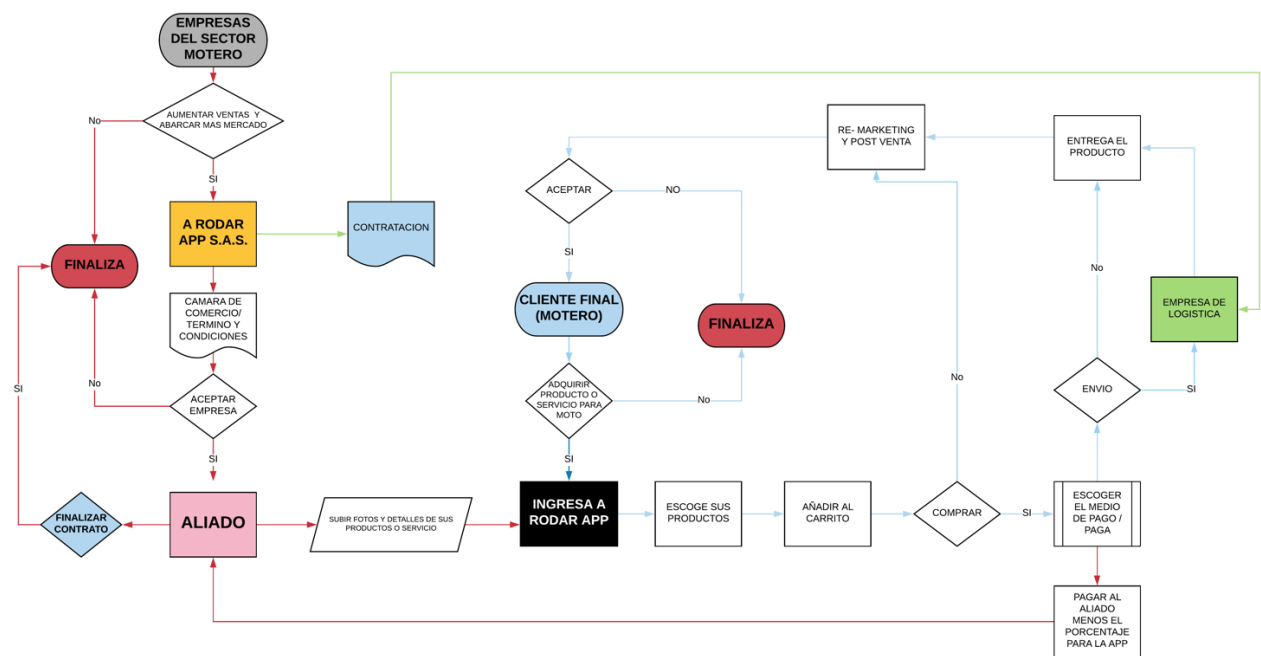 EMPRESAS
DEL SECTOR
MOTERO
AUMENTAR VENTAS Y
ABARCAR MAS MERCADO
No
SI
A RODAR
APP S.A.S.
CONTRATACION
FINALIZA
CAMARA DE
COMERCIO/
TERMINO Y
CONDICIONES
No
SI
ACEPTAR
EMPRESA
SI
FINALIZAR
CONTRATO
ALIADO
SUBIR FOTOS Y DETALLES DE SUS
PRODUCTOS O SERVICIO
RE- MARKETING
Y POST VENTA
ENTREGA EL
PRODUCTO
ACEPTAR
NO
SI
CLIENTE FINAL
(MOTERO)
FINALIZA
ADQUIRIR
PRODUCTO O
SERVICIO PARA
MOTO
No
SI
INGRESA A
RODAR APP
ESCOGE SUS
PRODUCTOS
AÑADIR AL
CARRITO
COMPRAR
No
SI
ESCOGER
EL MEDIO
DE PAGO /
PAGA
ENVIO
No
SI
EMPRESA DE
LOGISTICA
PAGAR AL
ALIADO
MENOS EL
PORCENTAJE
PARA LA APP